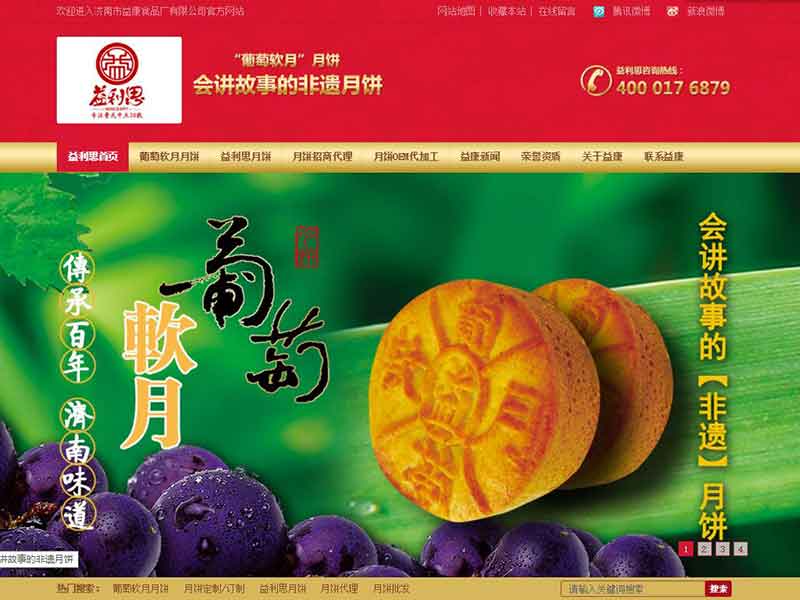 欢迎进入济南市益康食品厂有限公司官方网站
网站地图 | 收藏本站 | 在线留言 腾讯微博 新浪微博
益利思
专注鲁式中点30载
“葡萄软月”月饼
会讲故事的非遗月饼
益利思咨询热线:
400 017 6879
益利思首页 葡萄软月月饼 益利思月饼 月饼招商代理 月饼OEM代加工 益康新闻 荣誉资质 关于益康 联系益康
傳承百年 濟南味道
葡萄
軟月
会讲故事的【非遗】月饼
1 2 3 4
讲故事的非遗月饼
热门搜索: 葡萄软月月饼 月饼定制/订制 益利思月饼 月饼代理 月饼批发
请输入关键词搜索 搜索